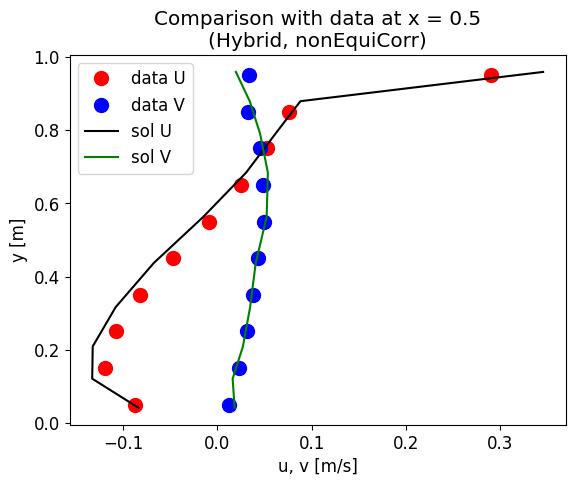 Comparison with data at x = 0.5
(Hybrid, nonEquiCorr)
data U
data V
sol U
sol V
y [m]
1.0
0.8
0.6
0.4
0.2
0.0
−0.1
0.0
0.1
0.2
0.3
u, v [m/s]